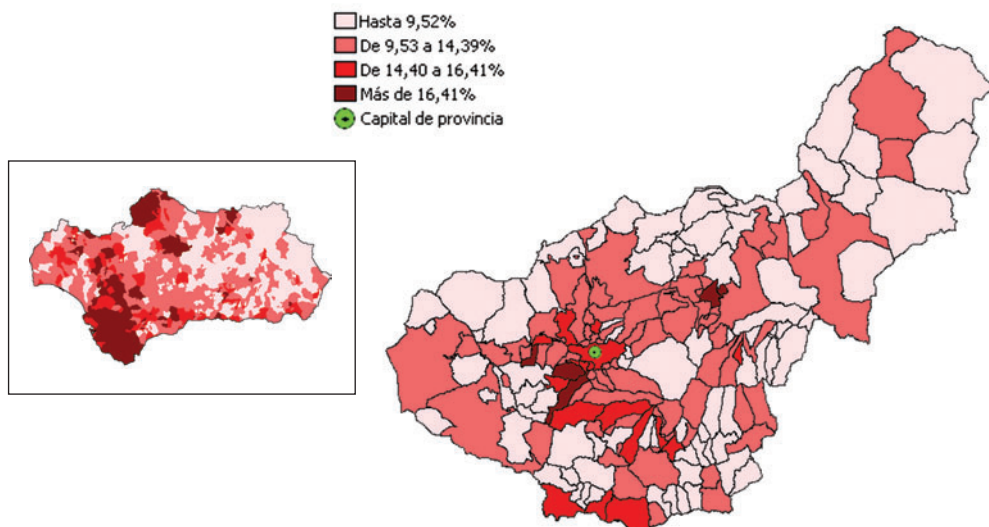 Hasta 9,52%
De 9,53 a 14,39%
De 14,40 a 16,41%
Más de 16,41%
Capital de provincia